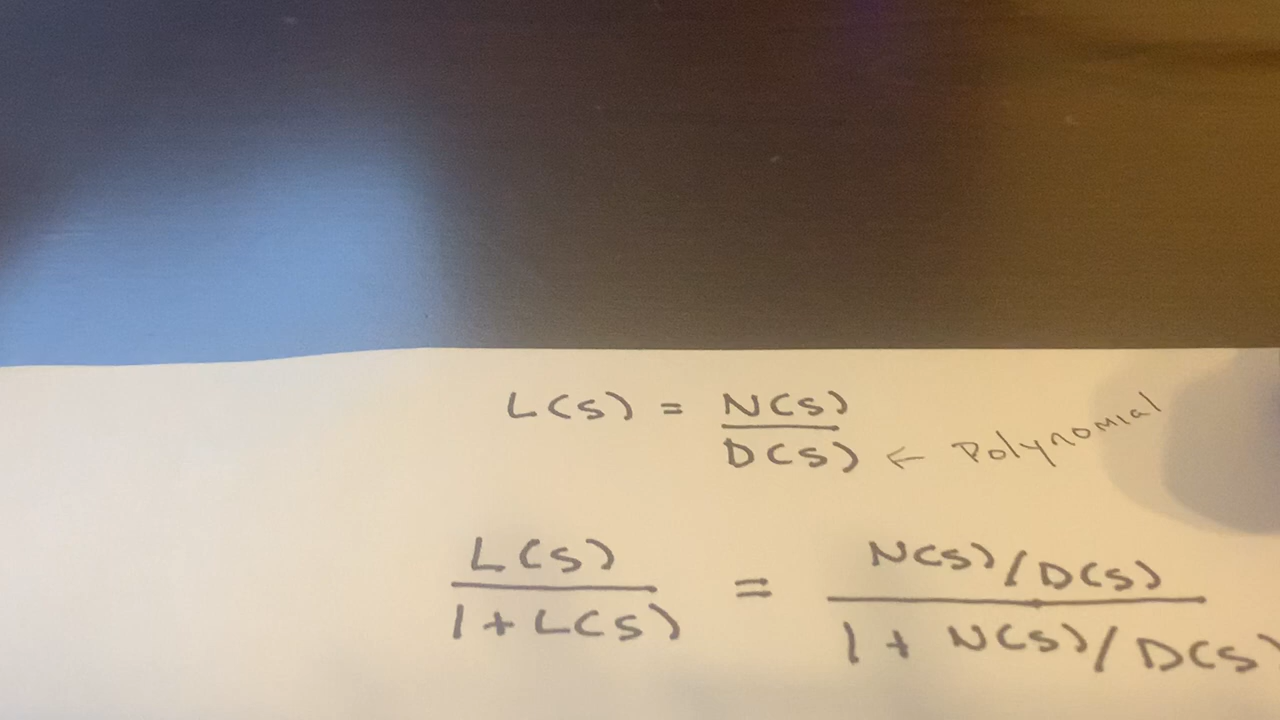 L(s) = N(s)
D(s) ← Polynomial
L(s) = N(s)/D(s)
1 + L(s) 1 + N(s)/D(s)